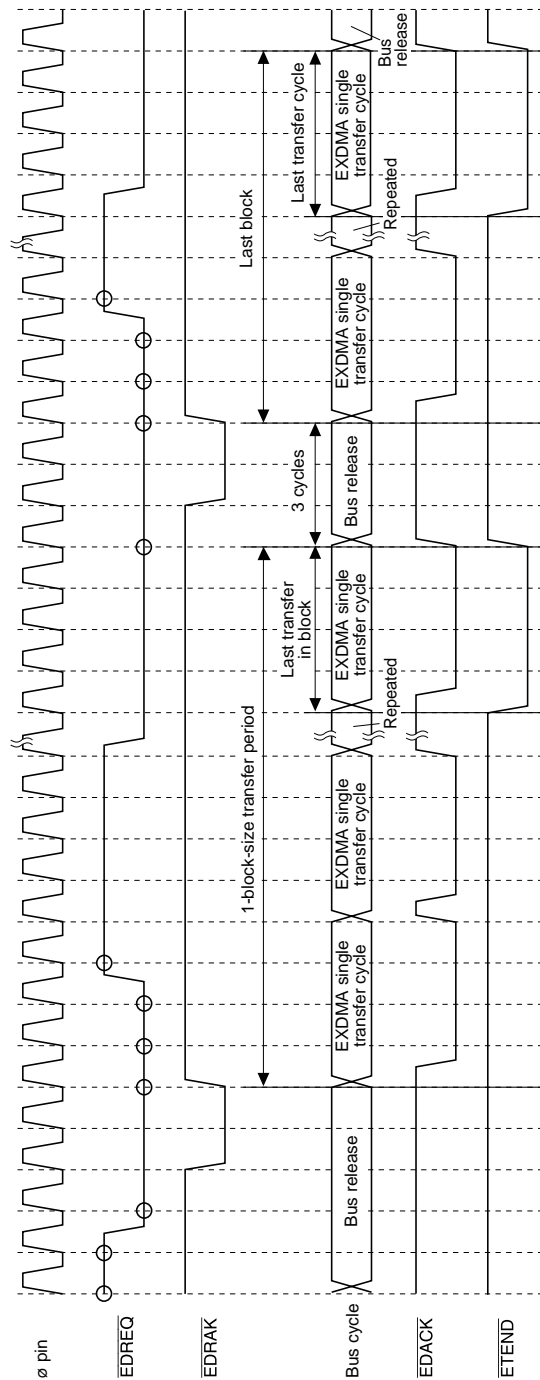 ø pin
EDREQ
EDRAK
1-block-size transfer period
Last block
Last transfer
in block
3 cycles
Last transfer cycle
Bus cycle
Bus release
EXDMA single
transfer cycle
EXDMA single
transfer cycle
Repeated
EXDMA single
transfer cycle
Bus release
EXDMA single
transfer cycle
Repeated
EXDMA single
transfer cycle
Bus
release
EDACK
ETEND